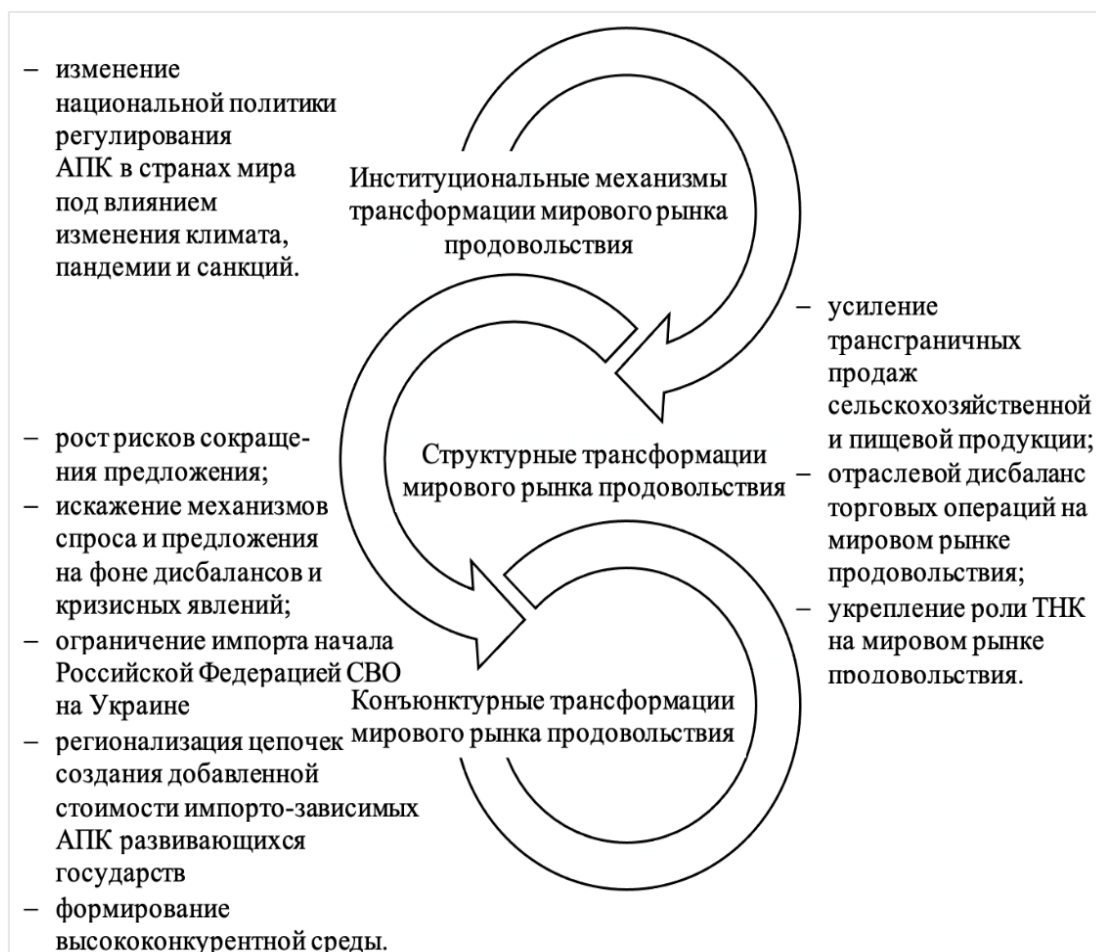 – изменение
национальной политики
регулирования
АПК в странах мира
под влиянием
изменения климата,
пандемии и санкций.
Институциональные механизмы
трансформации мирового рынка
продовольствия
– усиление
трансграничных
продаж
сельскохозяйственной
и пищевой продукции;
– отраслевой дисбаланс
торговых операций на
мировом рынке
продовольствия;
– укрепление роли ТНК
на мировом рынке
продовольствия.
Структурные трансформации
мирового рынка продовольствия
– рост рисков сокраще-
ния предложения;
– искажение механизмов
спроса и предложения
на фоне дисбалансов и
кризисных явлений;
– ограничение импорта начала
Российской Федерацией СВО
на Украине
– регионализация цепочек
создания добавленной
стоимости импорто-зависимых
АПК развивающихся
государств
– формирование
высококонкурентной среды.
Конъюнктурные трансформации
мирового рынка продовольствия